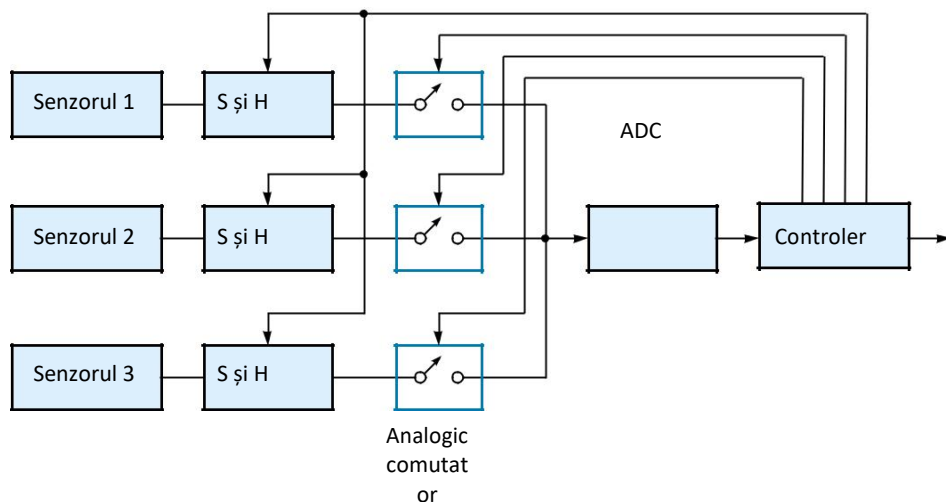 Senzorul 1
S și H
ADC
Senzorul 2
S și H
Controler
Senzorul 3
S și H
Analogic
comutat
or